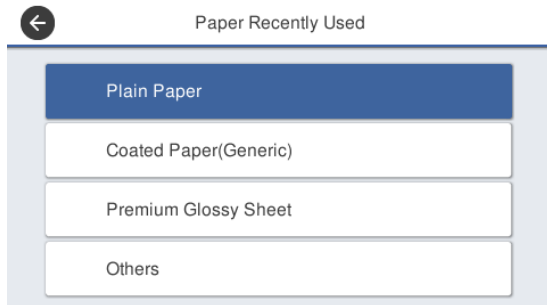 Paper Recently Used
Plain Paper
Coated Paper(Generic)
Premium Glossy Sheet
Others